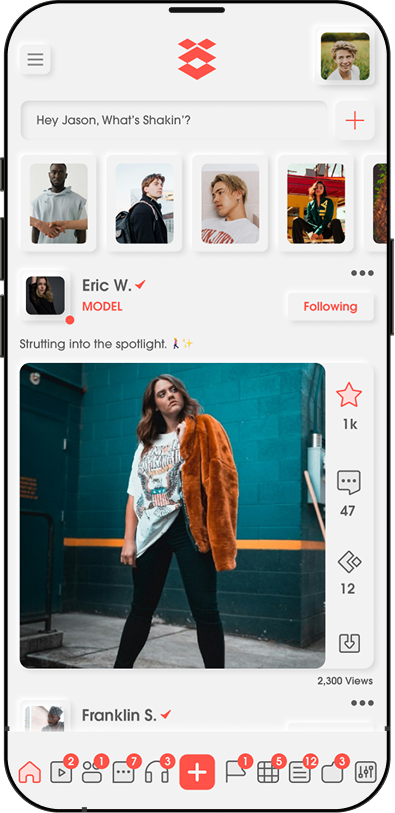 Hey Jason, What's Shakin'?
Eric W.
MODEL
Following
Strutting into the spotlight. 🚶✨
1k
47
12
2,300 Views
Franklin S.
2
1
7
3
1
5
12
3